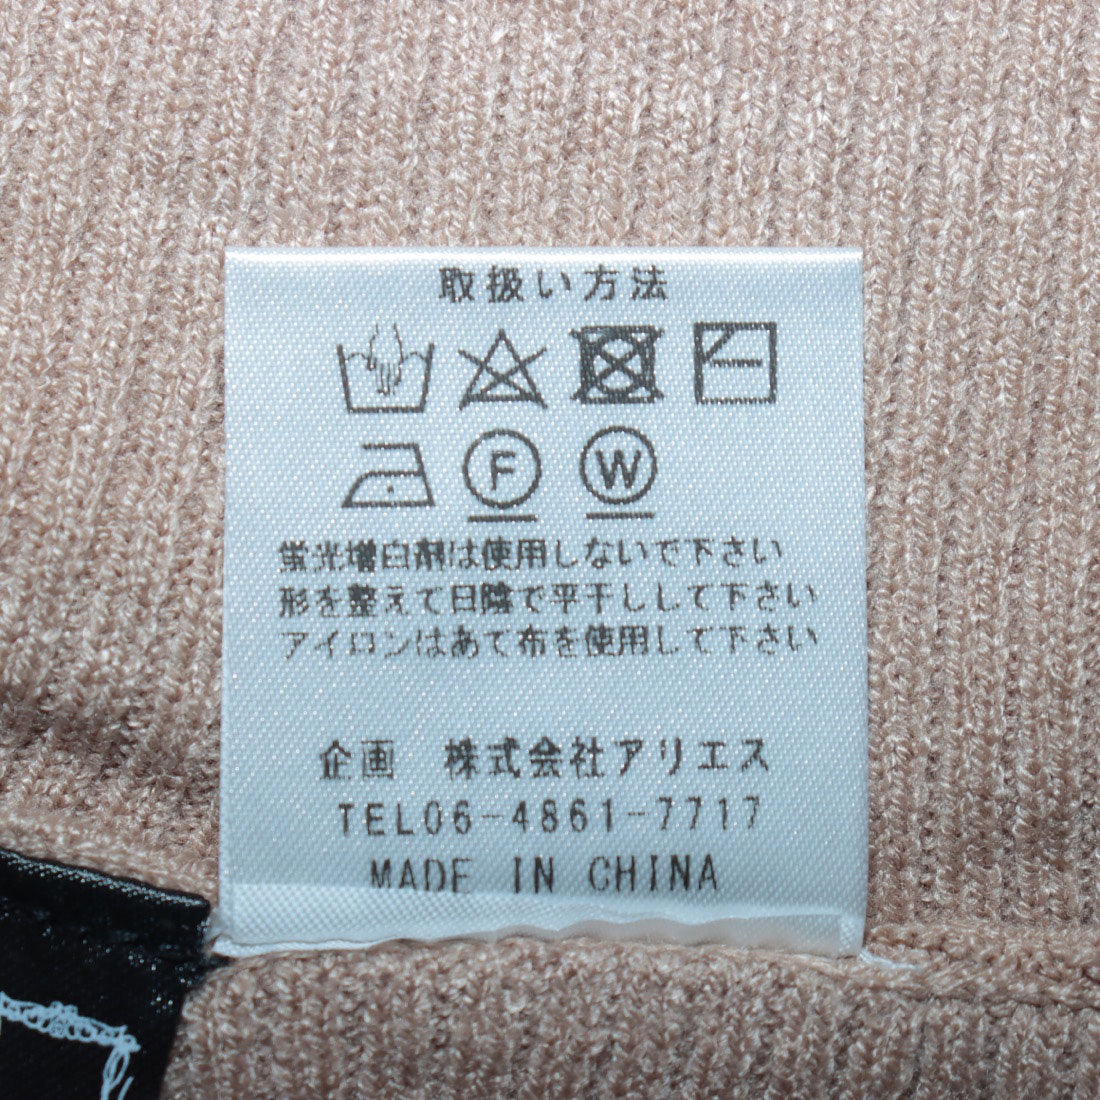 取扱い方法
F W
蛍光増白剤は使用しないで下さい
形を整えて日陰で平干しして下さい
アイロンはあて布を使用して下さい
企画 株式会社アリエス
TEL06-4861-7717
MADE IN CHINA